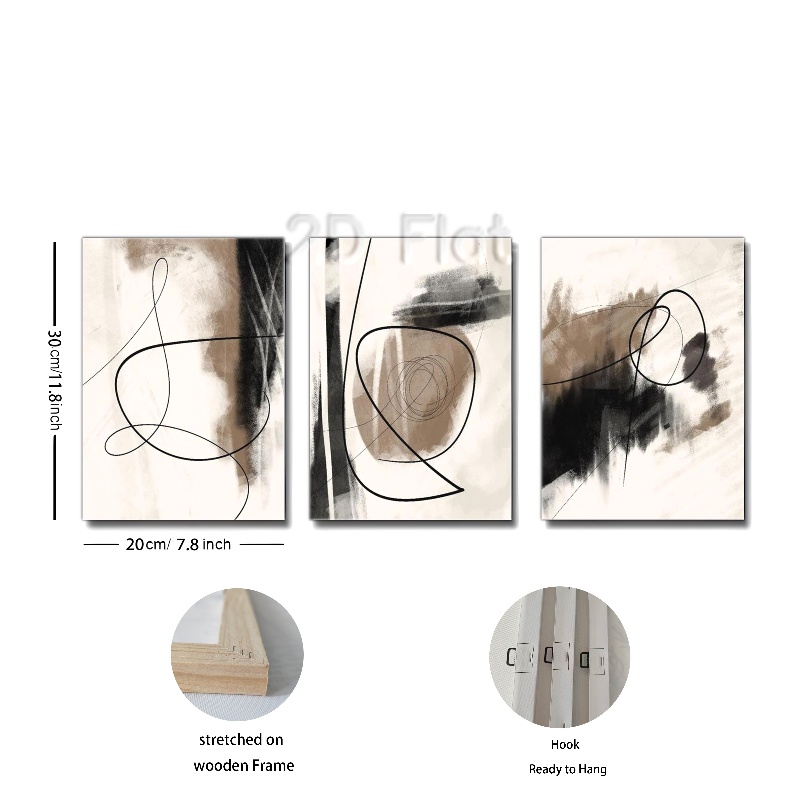 2D Flat
30cm/11.8inch
20cm/ 7.8 inch
stretched on
wooden Frame
Hook
Ready to Hang